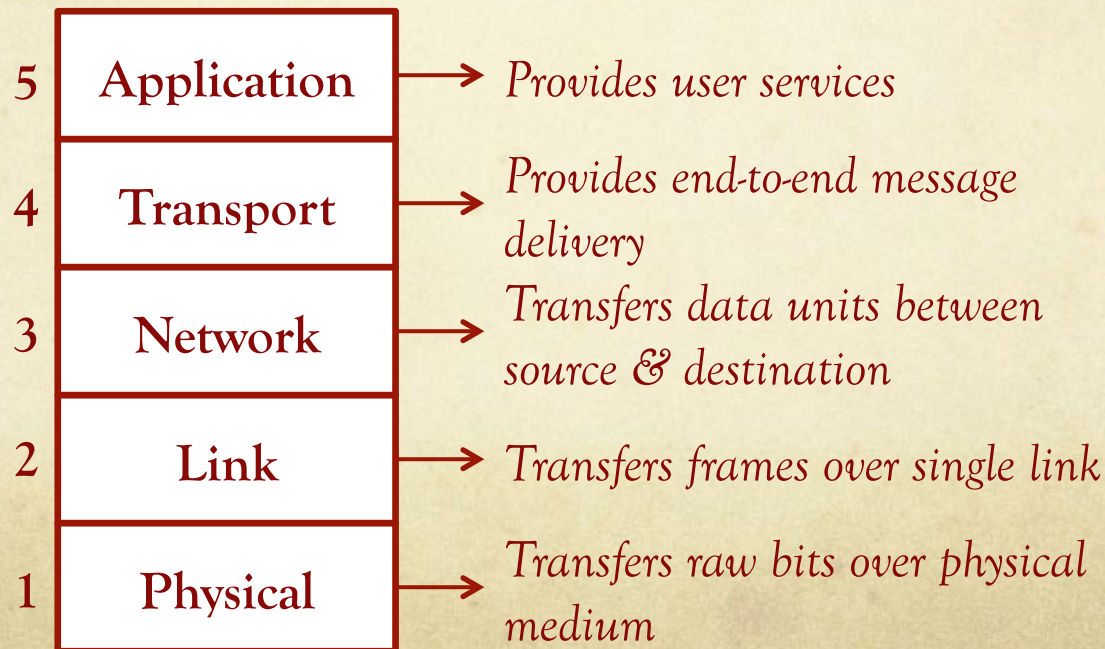 5 Application Provides user services
4 Transport Provides end-to-end message
delivery
3 Network Transfers data units between
source & destination
2 Link Transfers frames over single link
1 Physical Transfers raw bits over physical
medium